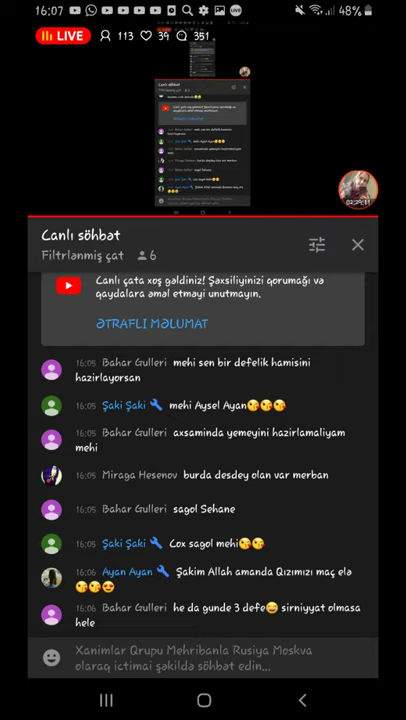 16:07
48%
LIVE 113 39 351
Canlı söhbət
02:29:11
Canlı söhbət
Filtrlənmiş çat 6
Canlı çata xoş gəldiniz! Şəxsiliyinizi qorumağı və
qaydalara əməl etməyi unutmayın.
ƏTRAFLI MƏLUMAT
16:05 Bahar Gulleri mehi sen bir defelik hamisini
hazirlayorsan
16:05 Şaki Şaki mehi Aysel Ayan😘😘😘
16:05 Bahar Gulleri axsaminda yemeyini hazirlamaliyam
mehi
16:05 Miraga Hesenov burda desdey olan var merban
16:05 Bahar Gulleri sagol Sehane
16:05 Şaki Şaki Cox sagol mehi😘😘
16:06 Ayan Ayan Şakim Allah amanda Qızımızı maç elə
😘😘😍
16:06 Bahar Gulleri he da gunde 3 defe😂 sirniyyat olmasa
hele
Xanimlar Qrupu Mehribanla Rusiya Moskva
olaraq ictimai şəkildə söhbət edin...